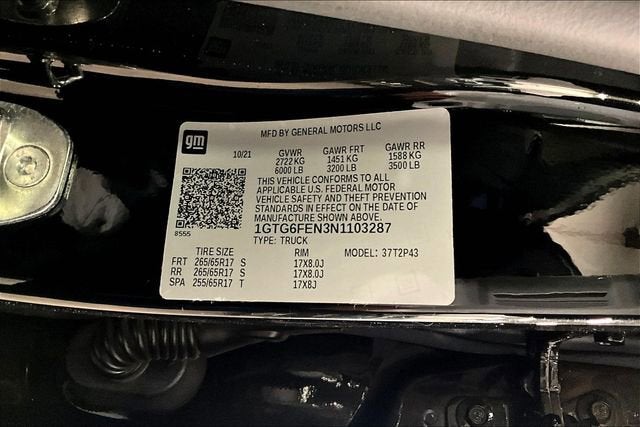 gm
MFD BY GENERAL MOTORS LLC
10/21 GVWR GAWR FRT GAWR RR
2722 KG 1451 KG 1588 KG
6000 LB 3200 LB 3500 LB
THIS VEHICLE CONFORMS TO ALL
APPLICABLE U.S. FEDERAL MOTOR
VEHICLE SAFETY AND THEFT PREVENTION
STANDARDS IN EFFECT ON THE DATE OF
MANUFACTURE SHOWN ABOVE.
8555
1GTG6FEN3N1103287
TYPE: TRUCK
TIRE SIZE RIM MODEL: 37T2P43
FRT 265/65R17 S 17X8.0J
RR 265/65R17 S 17X8.0J
SPA 255/65R17 T 17X8J